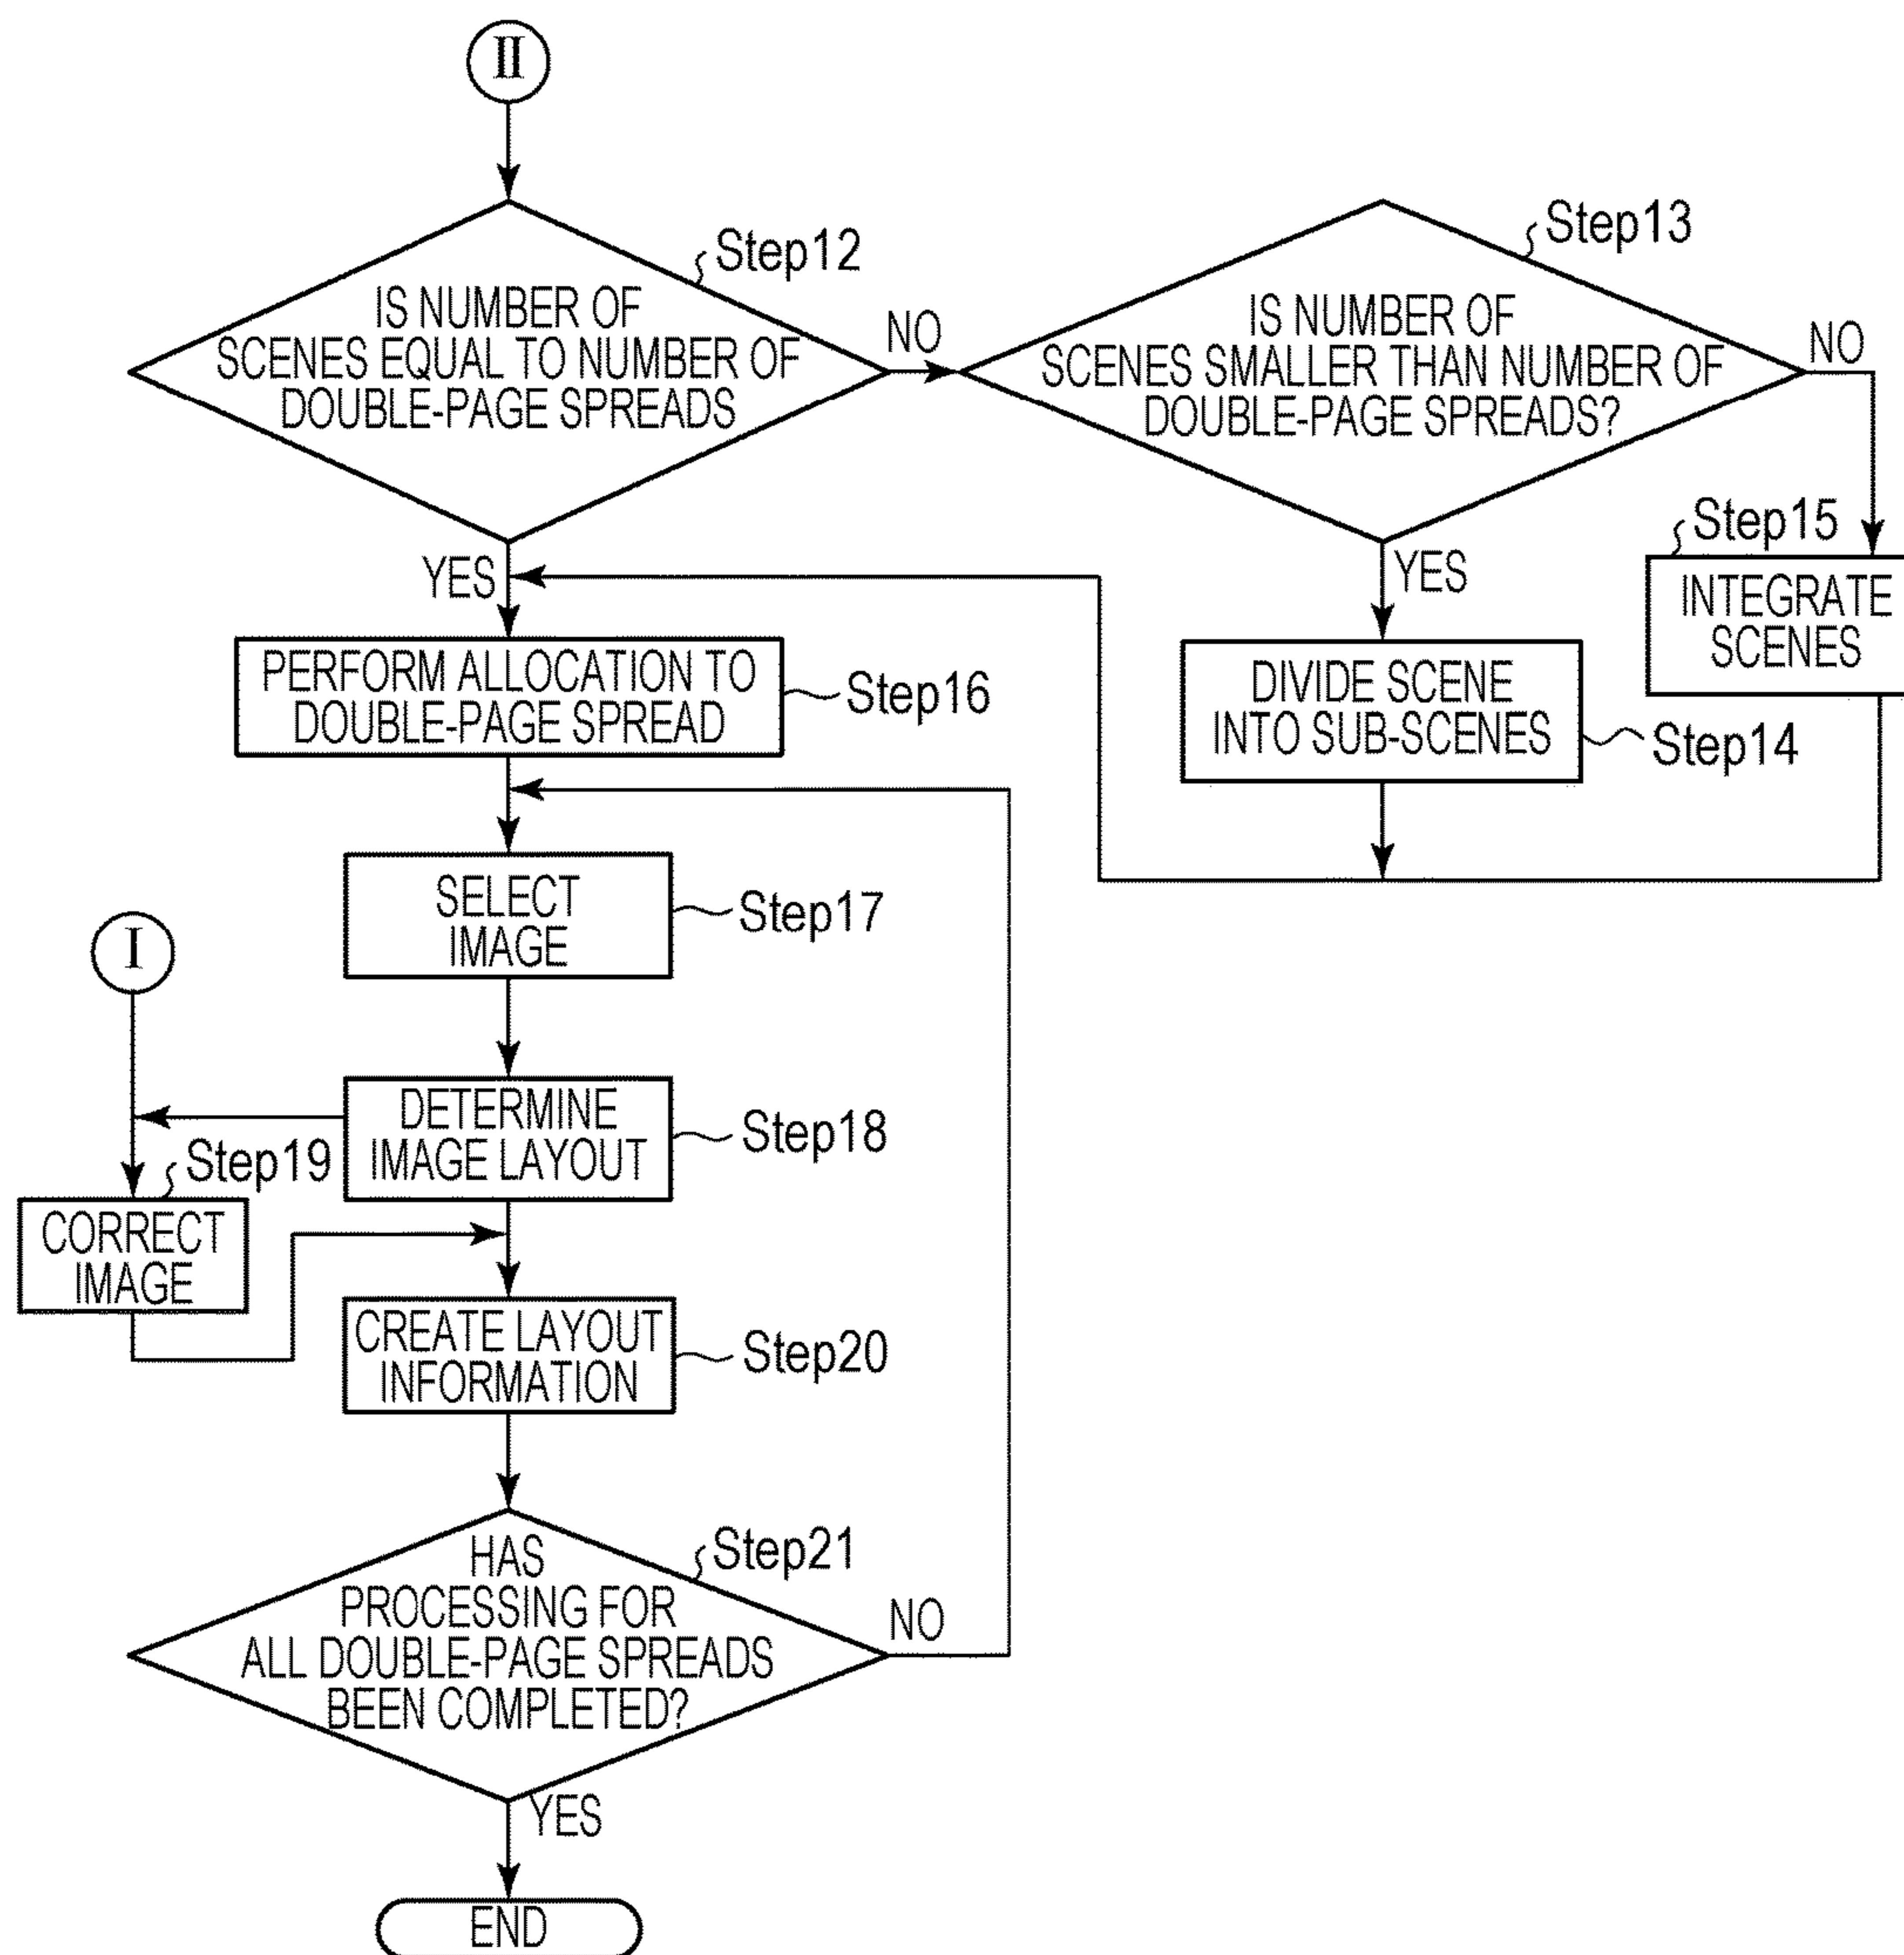 II
Step12
IS NUMBER OF
SCENES EQUAL TO NUMBER OF
DOUBLE-PAGE SPREADS
NO
Step13
IS NUMBER OF
SCENES SMALLER THAN NUMBER OF
DOUBLE-PAGE SPREADS?
NO
YES
YES
Step15
INTEGRATE
SCENES
PERFORM ALLOCATION TO
DOUBLE-PAGE SPREAD
Step16
DIVIDE SCENE
INTO SUB-SCENES
Step14
SELECT
IMAGE
Step17
I
DETERMINE
IMAGE LAYOUT
Step18
Step19
CORRECT
IMAGE
CREATE LAYOUT
INFORMATION
Step20
Step21
HAS
PROCESSING FOR
ALL DOUBLE-PAGE SPREADS
BEEN COMPLETED?
NO
YES
END